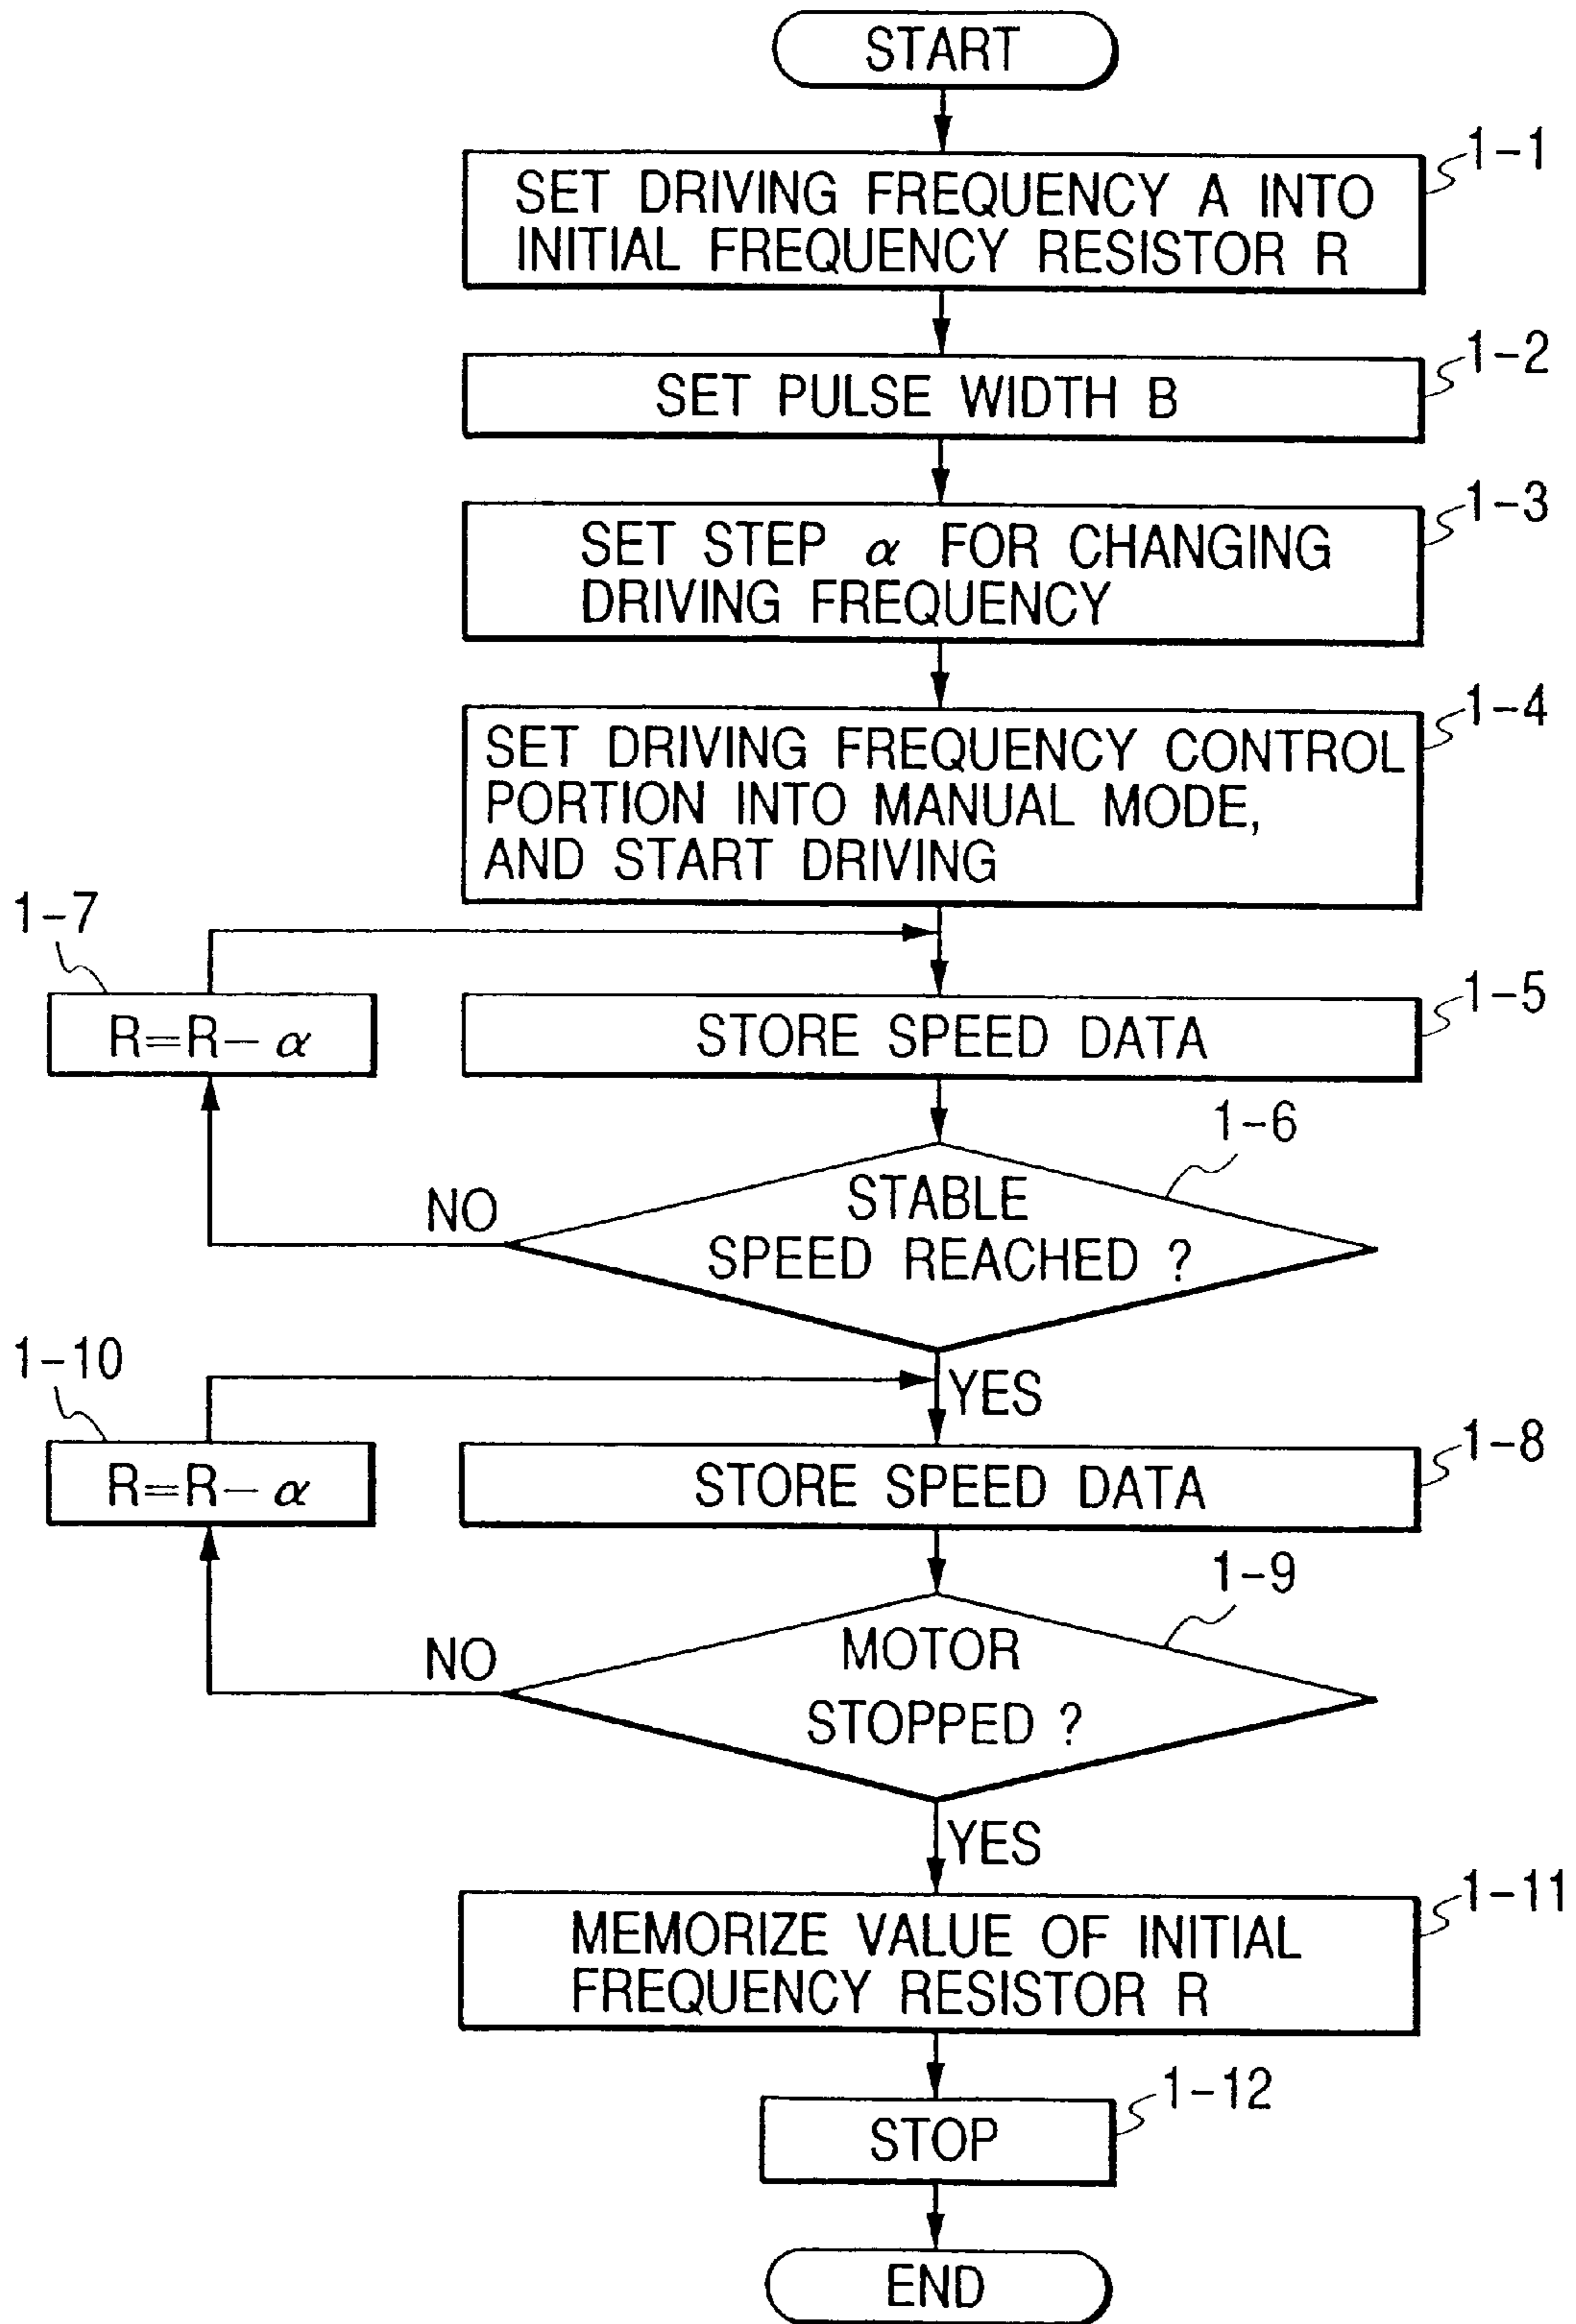 START
1-1
SET DRIVING FREQUENCY A INTO
INITIAL FREQUENCY RESISTOR R
1-2
SET PULSE WIDTH B
1-3
SET STEP α FOR CHANGING
DRIVING FREQUENCY
1-4
SET DRIVING FREQUENCY CONTROL
PORTION INTO MANUAL MODE,
AND START DRIVING
1-7
R=R-α
1-5
STORE SPEED DATA
1-6
NO
STABLE
SPEED REACHED ?
1-10
YES
R=R-α
1-8
STORE SPEED DATA
1-9
NO
MOTOR
STOPPED ?
YES
1-11
MEMORIZE VALUE OF INITIAL
FREQUENCY RESISTOR R
1-12
STOP
END